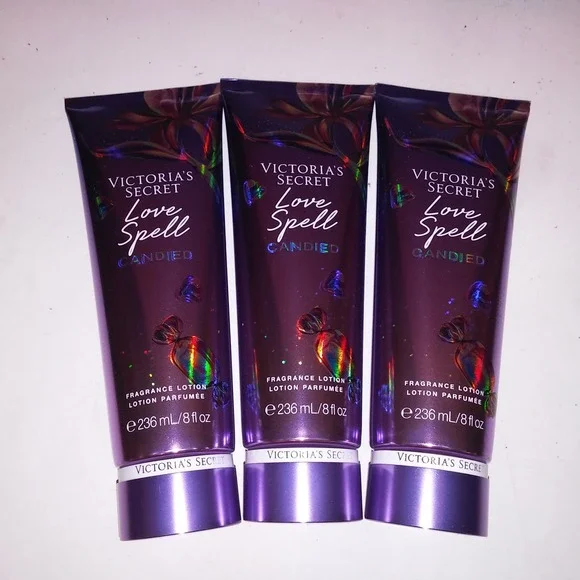 VICTORIA'S
SECRET
Love
Spell
CANDIED
FRAGRANCE LOTION
LOTION PARFUMÉE
e 236 mL/8 fl oz
VICTORIA'S SECRET
VICTORIA'S
SECRET
Love
Spell
CANDIED
FRAGRANCE LOTION
LOTION PARFUMÉE
e 236 mL/8 fl oz
VICTORIA'S SECRET
VICTORIA'S
SECRET
Love
Spell
CANDIED
FRAGRANCE LOTION
LOTION PARFUMÉE
e 236 mL/8 fl oz
VICTORIA'S SECRET